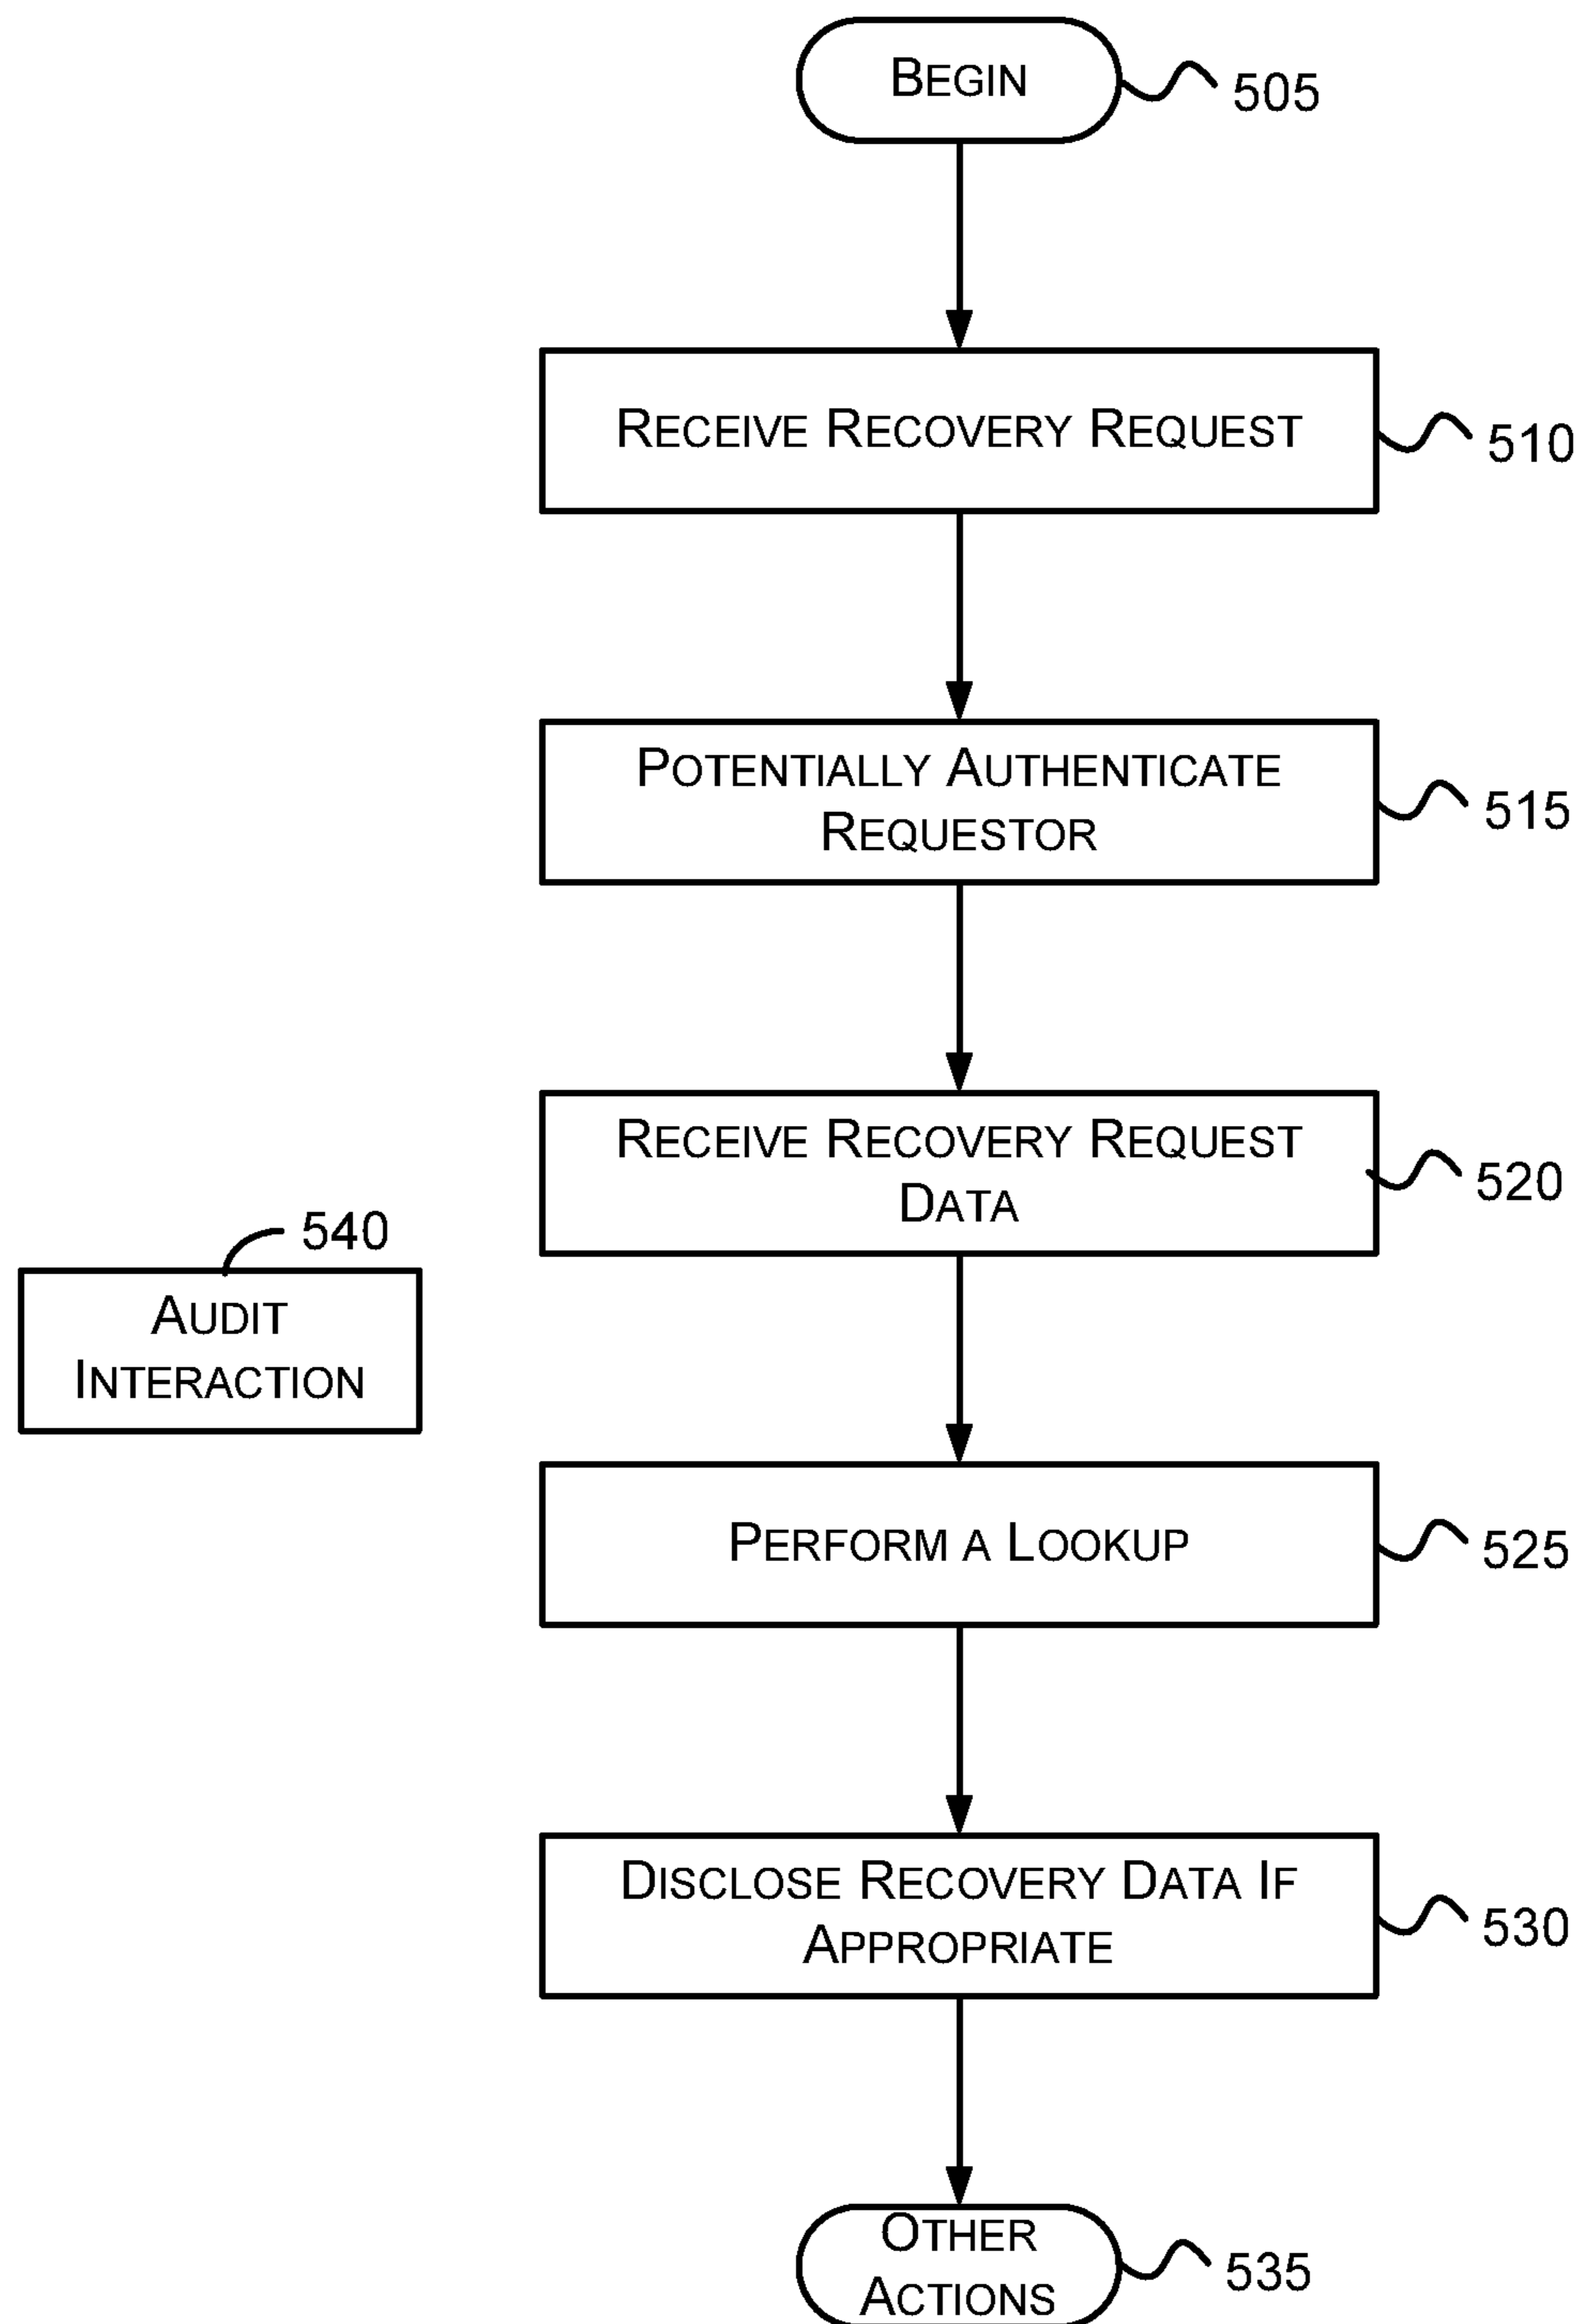 BEGIN
505
RECEIVE RECOVERY REQUEST
510
POTENTIALLY AUTHENTICATE
REQUESTOR
515
RECEIVE RECOVERY REQUEST
DATA
520
540
AUDIT
INTERACTION
PERFORM A LOOKUP
525
DISCLOSE RECOVERY DATA IF
APPROPRIATE
530
OTHER
ACTIONS
535